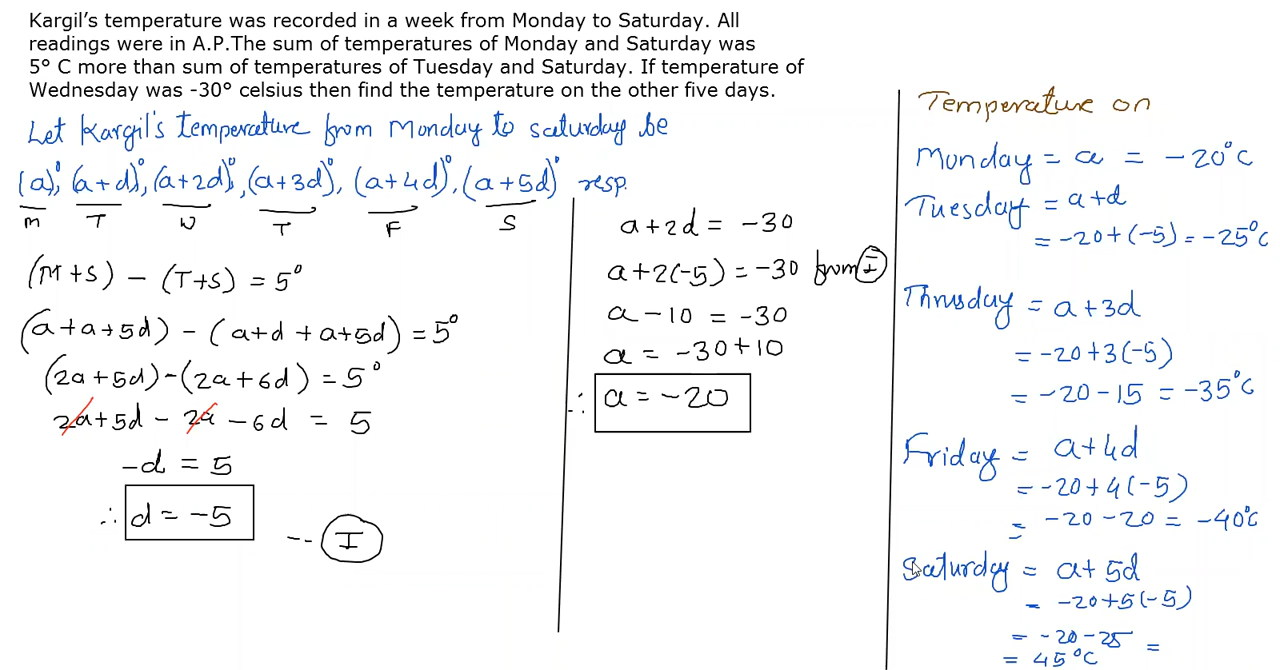 Kargil's temperature was recorded in a week from Monday to Saturday. All
readings were in A.P.The sum of temperatures of Monday and Saturday was
5° C more than sum of temperatures of Tuesday and Saturday. If temperature of
Wednesday was -30° celsius then find the temperature on the other five days.
Let Kargil's temperature from Monday to saturday be
(a)°, (a+d)°, (a+2d)°, (a+3d)°, (a+4d)°, (a+5d)° resp.
M T W T F S
(M+S) - (T+S) = 5°
(a+a+5d) - (a+d+a+5d) = 5°
(2a+5d)-(2a+6d) = 5°
2a+5d - 2a - 6d = 5
-d = 5
∴ d = -5 -- I
a+2d = -30
a+2(-5) = -30 from I
a-10 = -30
a = -30+10
∴ a = -20
Temperature on
Monday = a = -20°C
Tuesday = a+d
= -20+(-5) = -25°C
Thrusday = a+3d
= -20+3(-5)
= -20-15 = -35°C
Friday = a+4d
= -20+4(-5)
= -20-20 = -40°C
Saturday = a+5d
= -20+5(-5)
= -20-25 =
= 45°C